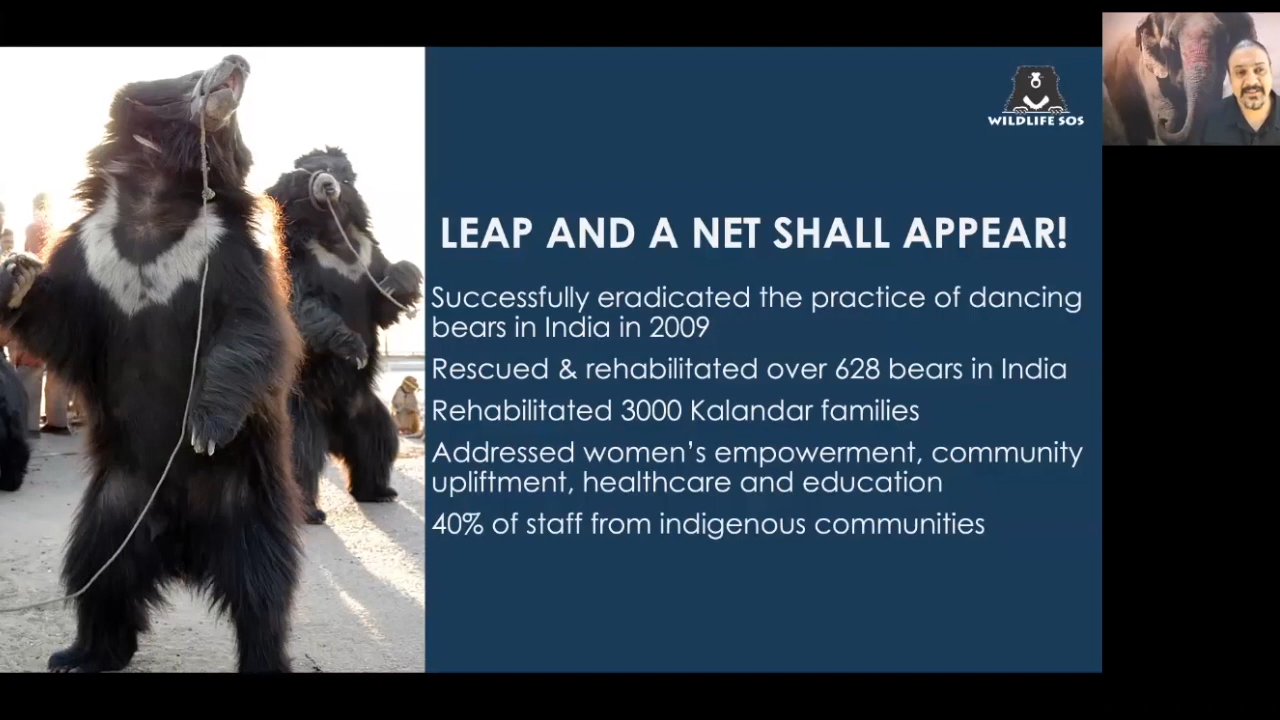 WILDLIFE SOS
LEAP AND A NET SHALL APPEAR!
Successfully eradicated the practice of dancing
bears in India in 2009
Rescued & rehabilitated over 628 bears in India
Rehabilitated 3000 Kalandar families
Addressed women's empowerment, community
upliftment, healthcare and education
40% of staff from indigenous communities